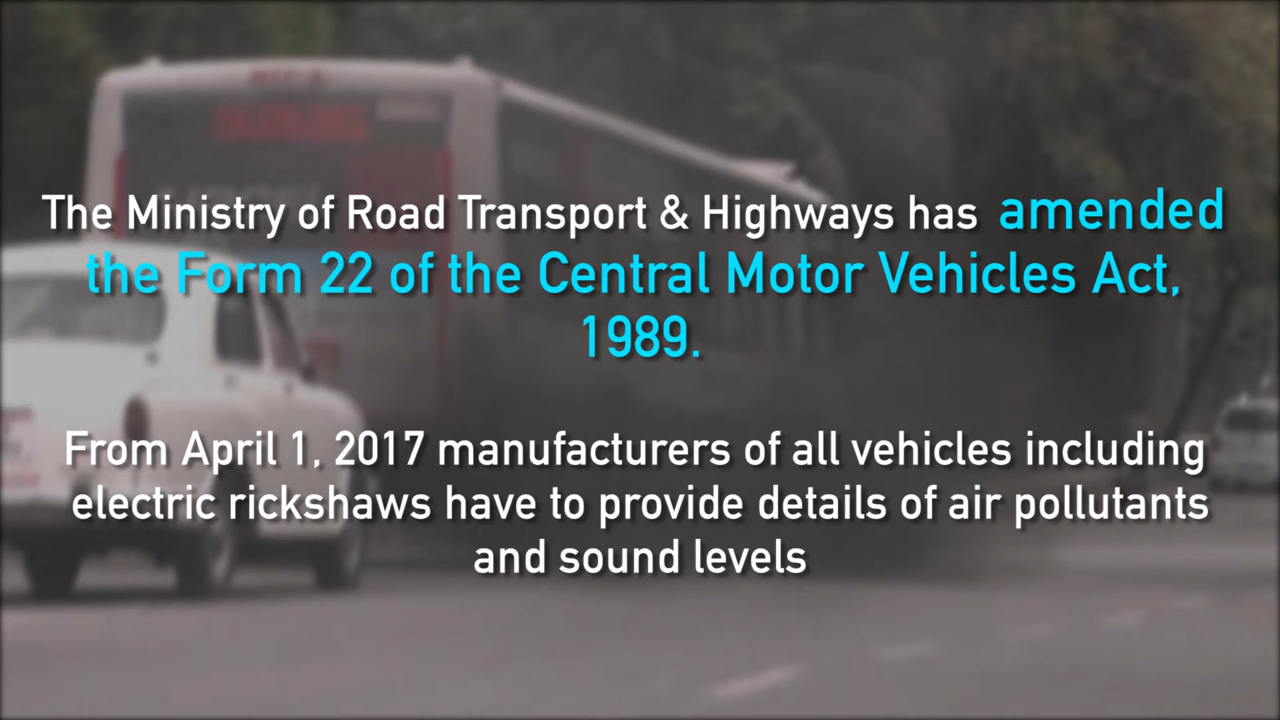 The Ministry of Road Transport & Highways has amended
the Form 22 of the Central Motor Vehicles Act,
1989.
From April 1, 2017 manufacturers of all vehicles including
electric rickshaws have to provide details of air pollutants
and sound levels